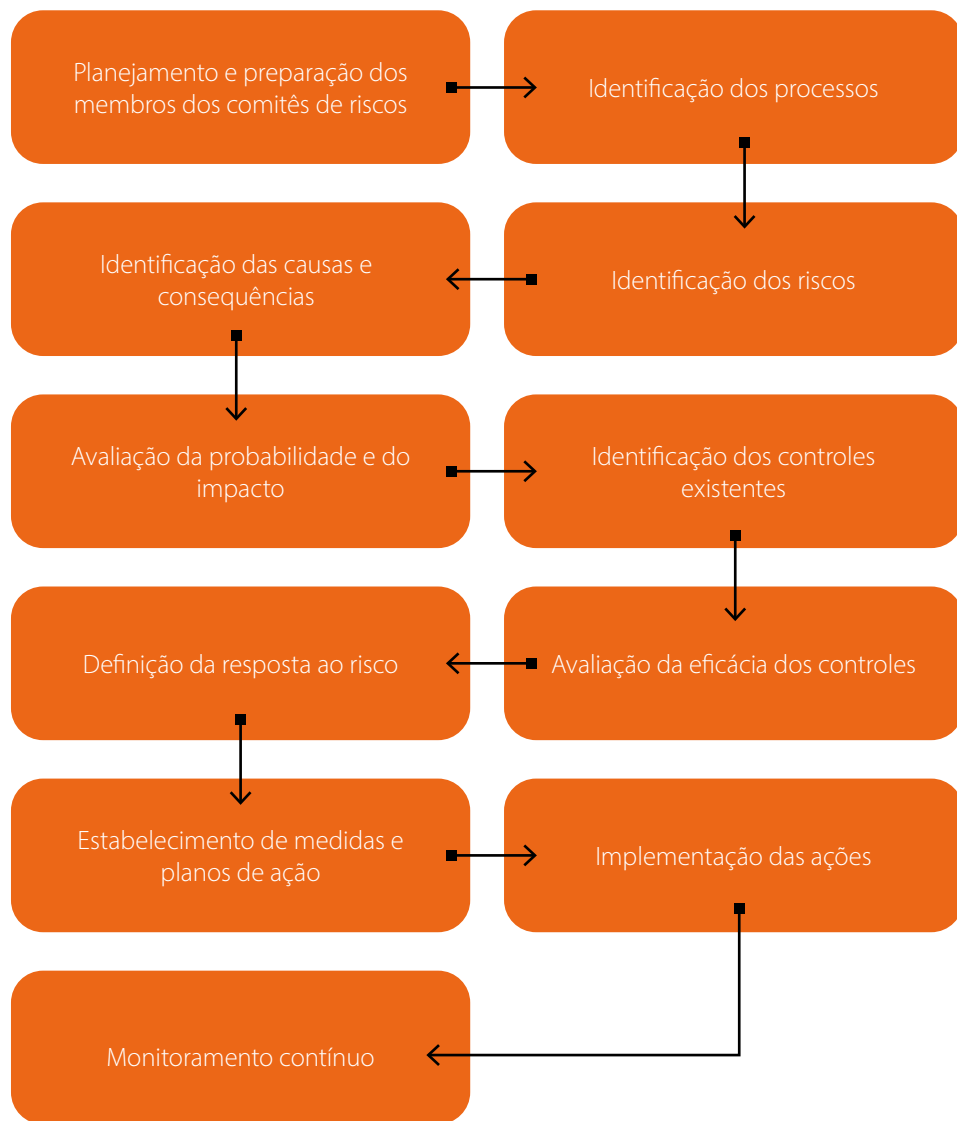 Planejamento e preparação dos
membros dos comitês de riscos
Identificação dos processos
Identificação dos riscos
Identificação das causas e
consequências
Avaliação da probabilidade e do
impacto
Identificação dos controles
existentes
Avaliação da eficácia dos controles
Definição da resposta ao risco
Estabelecimento de medidas e
planos de ação
Implementação das ações
Monitoramento contínuo